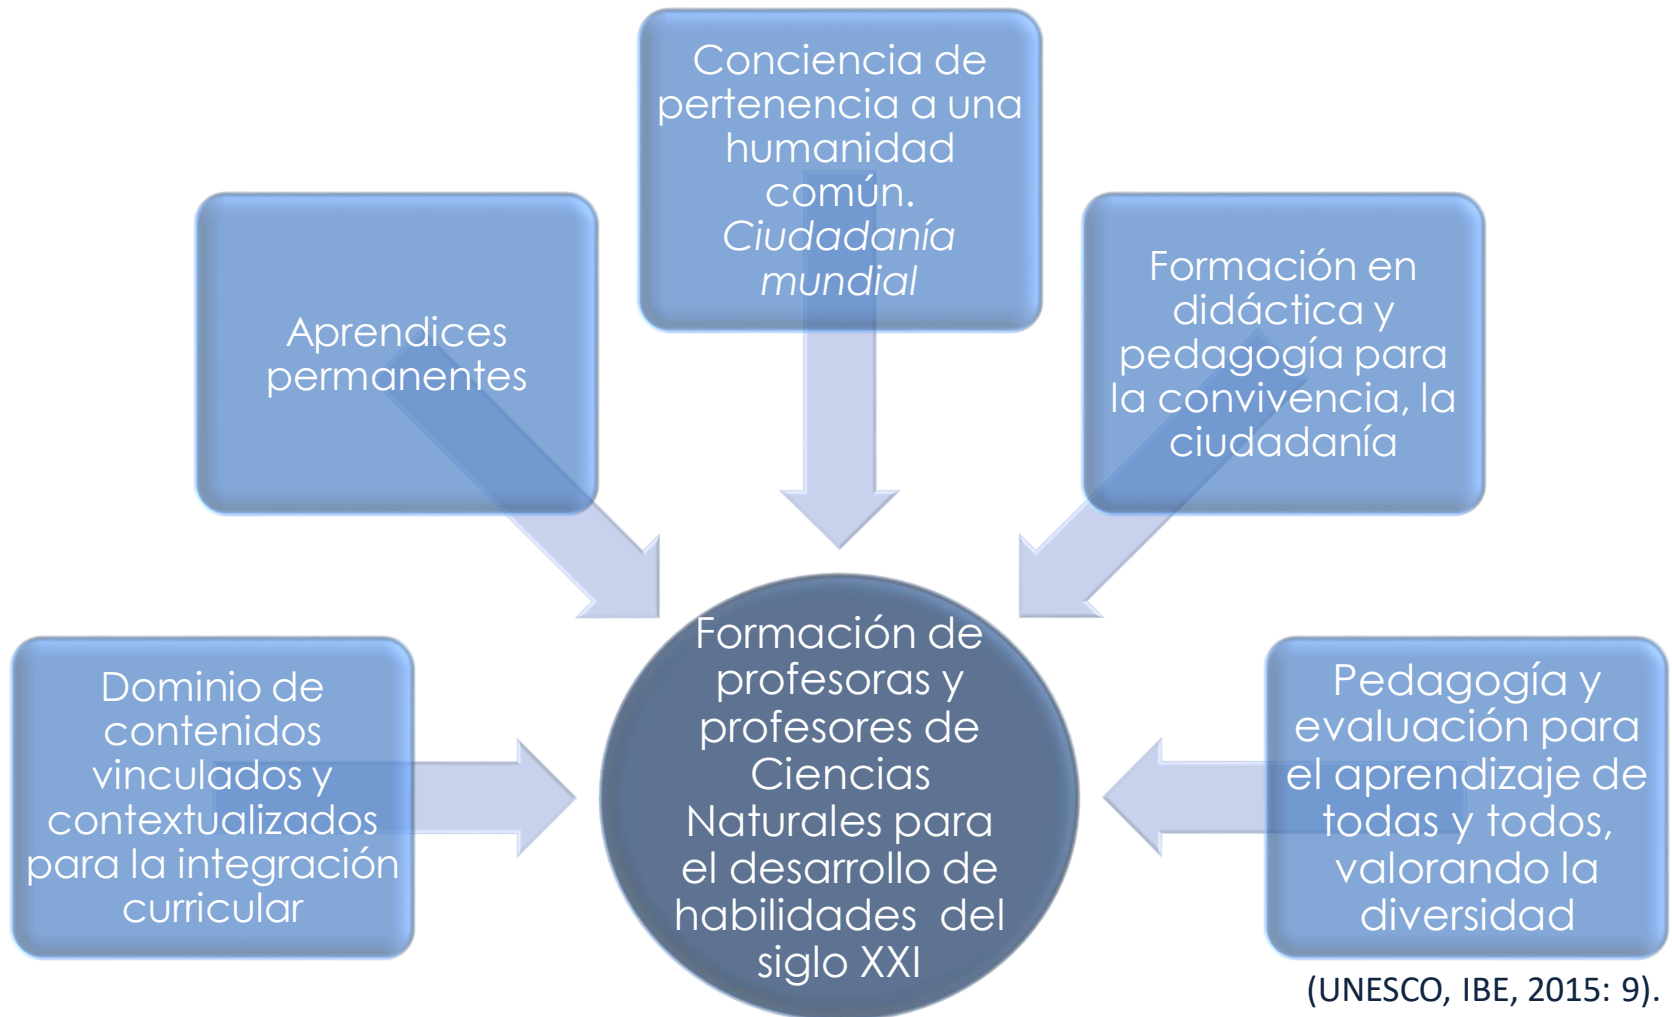 Conciencia de
pertenencia a una
humanidad
común.
Ciudadanía
mundial
Aprendices
permanentes
Formación en
didáctica y
pedagogía para
la convivencia, la
ciudadanía
Dominio de
contenidos
vinculados y
contextualizados
para la integración
curricular
Formación de
profesoras y
profesores de
Ciencias
Naturales para
el desarrollo de
habilidades  del
siglo XXI
Pedagogía y
evaluación para
el aprendizaje de
todas y todos,
valorando la
diversidad
(UNESCO, IBE, 2015: 9).